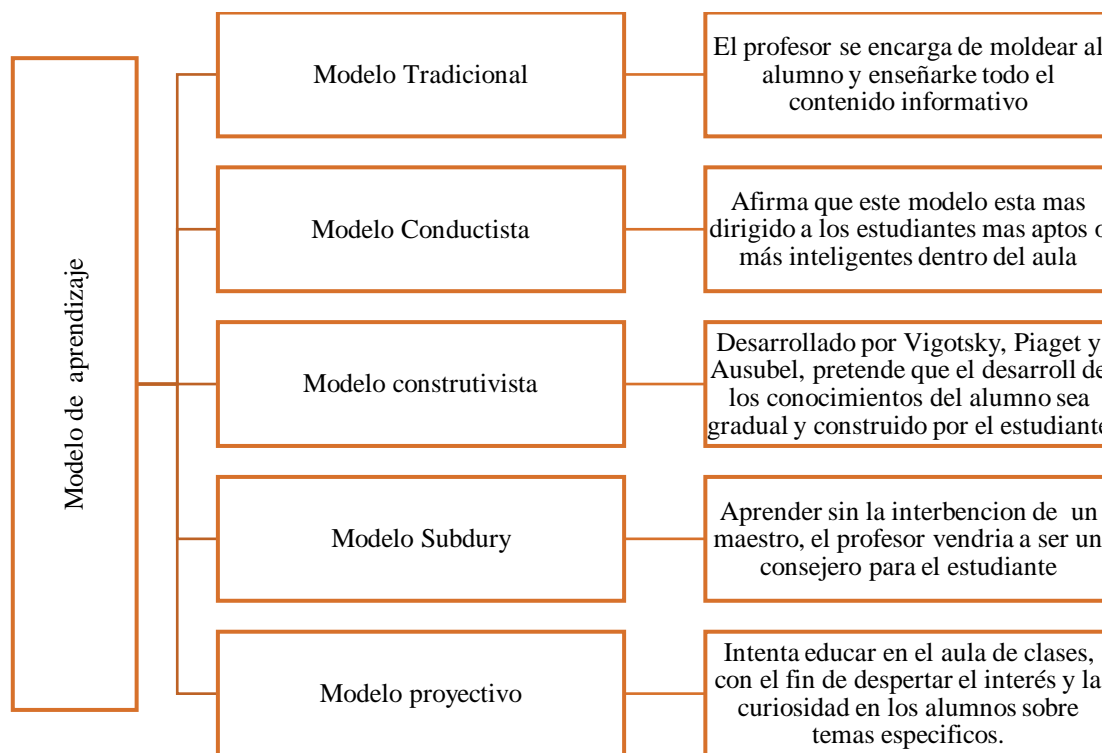 Modelo de aprendizaje
Modelo Tradicional
El profesor se encarga de moldear al
alumno y enseñarke todo el
contenido informativo
Modelo Conductista
Afirma que este modelo esta mas
dirigido a los estudiantes mas aptos o
más inteligentes dentro del aula
Modelo construtivista
Desarrollado por Vigotsky, Piaget y
Ausubel, pretende que el desarroll de
los conocimientos del alumno sea
gradual y construido por el estudiante
Modelo Subdury
Aprender sin la interbencion de un
maestro, el profesor vendria a ser un
consejero para el estudiante
Modelo proyectivo
Intenta educar en el aula de clases,
con el fin de despertar el interés y la
curiosidad en los alumnos sobre
temas especificos.